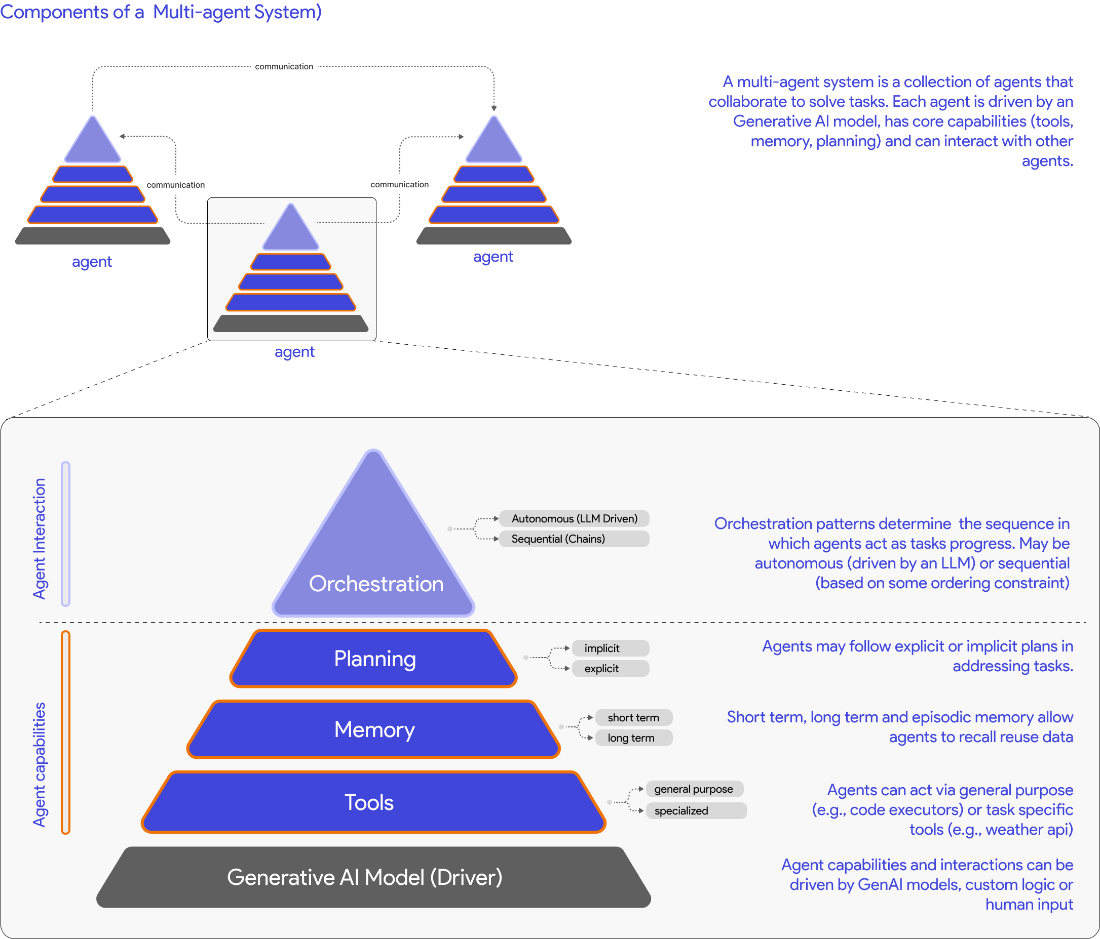 Components of a  Multi-agent System)
communication
A multi-agent system is a collection of agents that
collaborate to solve tasks. Each agent is driven by an
Generative AI model, has core capabilities (tools,
memory, planning) and can interact with other
agents.
communication
communication
agent
agent
agent
Agent Interaction
Orchestration
Autonomous (LLM Driven)
Sequential (Chains)
Orchestration patterns determine  the sequence in
which agents act as tasks progress. May be
autonomous (driven by an LLM) or sequential
(based on some ordering constraint)
Agent capabilities
Planning
implicit
explicit
Agents may follow explicit or implicit plans in
addressing tasks.
Memory
short term
long term
Short term, long term and episodic memory allow
agents to recall reuse data
Tools
general purpose
specialized
Agents can act via general purpose
(e.g., code executors) or task specific
tools (e.g., weather api)
Generative AI Model (Driver)
Agent capabilities and interactions can be
driven by GenAI models, custom logic or
human input